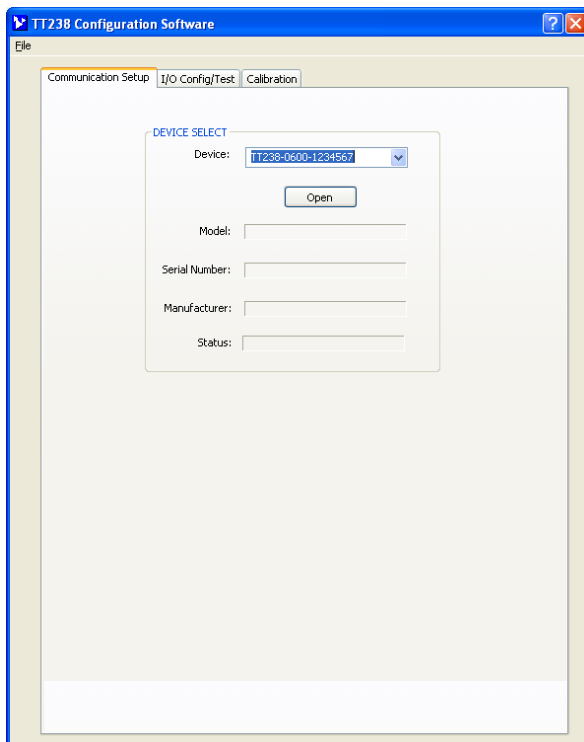 TT238 Configuration Software
File
Communication Setup I/O Config/Test Calibration
DEVICE SELECT
Device: TT238-0600-1234567
Open
Model:
Serial Number:
Manufacturer:
Status: